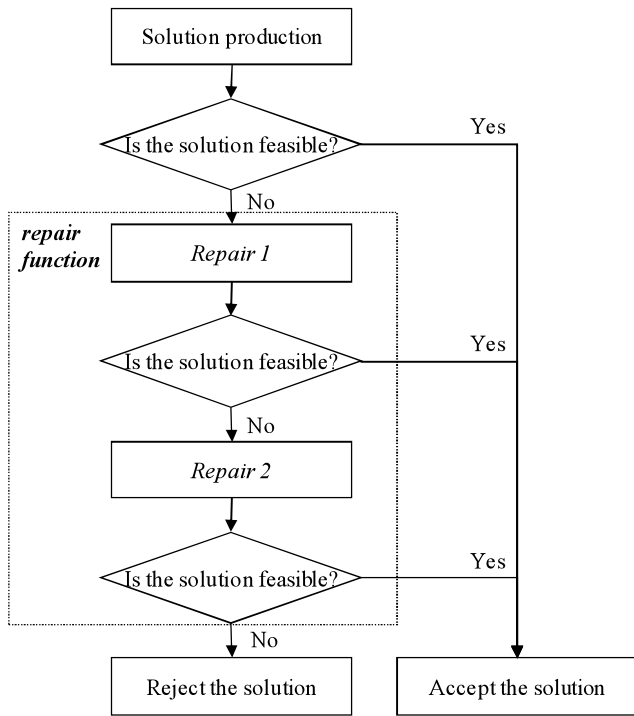 Solution production
Is the solution feasible?
Yes
No
repair
function
Repair 1
Is the solution feasible?
Yes
No
Repair 2
Is the solution feasible?
Yes
No
Reject the solution
Accept the solution